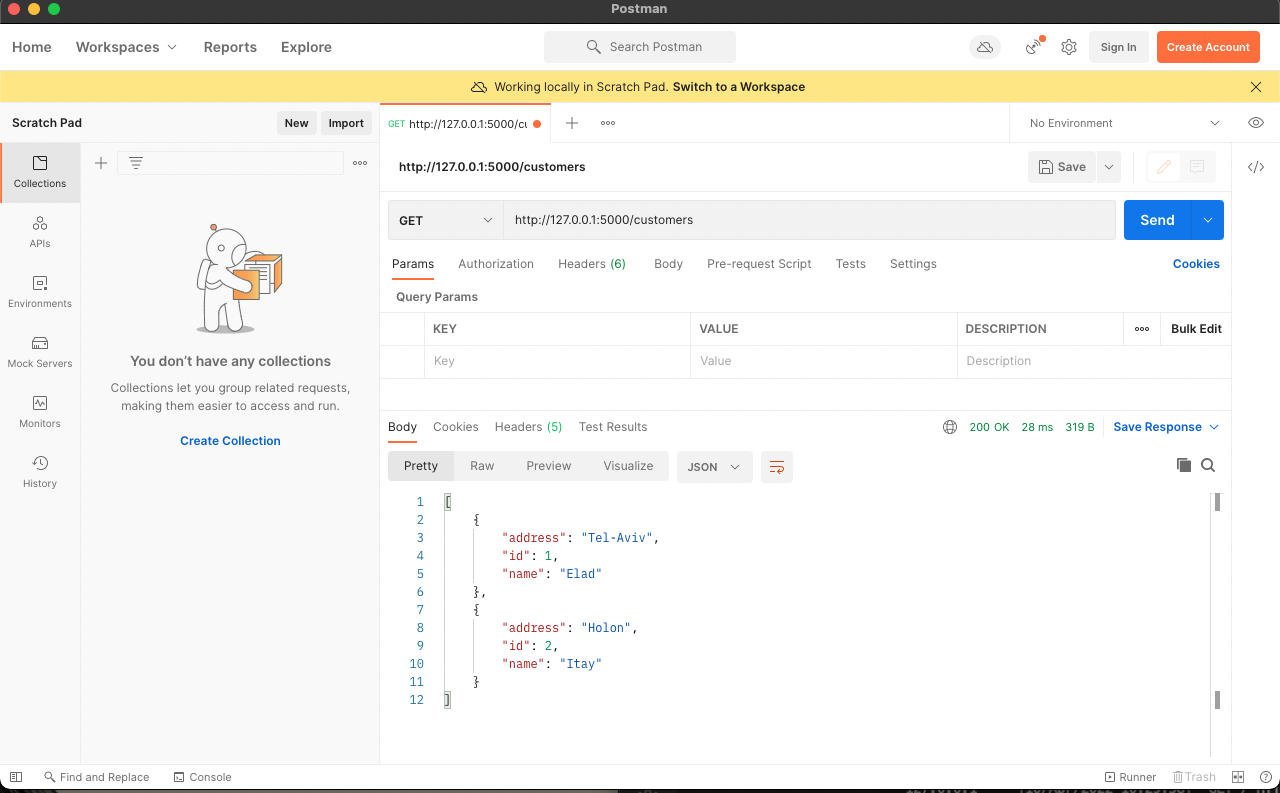 Postman
Home Workspaces Reports Explore Search Postman Sign In Create Account
Working locally in Scratch Pad. Switch to a Workspace
Scratch Pad New Import
GET http://127.0.0.1:5000/cu
No Environment
Collections
APIs
Environments
Mock Servers
Monitors
History
You don’t have any collections
Collections let you group related requests,
making them easier to access and run.
Create Collection
http://127.0.0.1:5000/customers
Save
GET http://127.0.0.1:5000/customers Send
Params Authorization Headers (6) Body Pre-request Script Tests Settings Cookies
Query Params
KEY VALUE DESCRIPTION Bulk Edit
Key Value Description
Body Cookies Headers (5) Test Results 200 OK 28 ms 319 B Save Response
Pretty Raw Preview Visualize JSON
1 [
2 {
3 "address": "Tel-Aviv",
4 "id": 1,
5 "name": "Elad"
6 },
7 {
8 "address": "Holon",
9 "id": 2,
10 "name": "Itay"
11 }
12 ]
Find and Replace Console Runner Trash